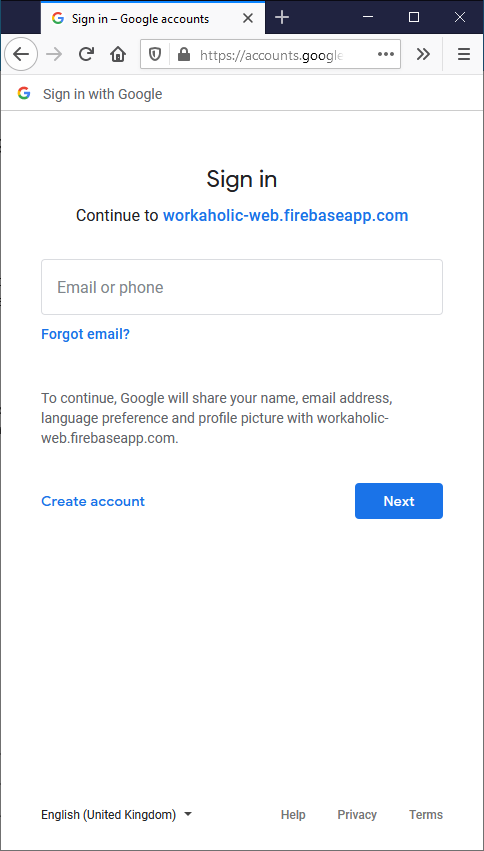 Sign in – Google accounts
https://accounts.google
Sign in with Google
Sign in
Continue to workaholic-web.firebaseapp.com
Email or phone
Forgot email?
To continue, Google will share your name, email address,
language preference and profile picture with workaholic-
web.firebaseapp.com.
Create account
Next
English (United Kingdom)
Help Privacy Terms